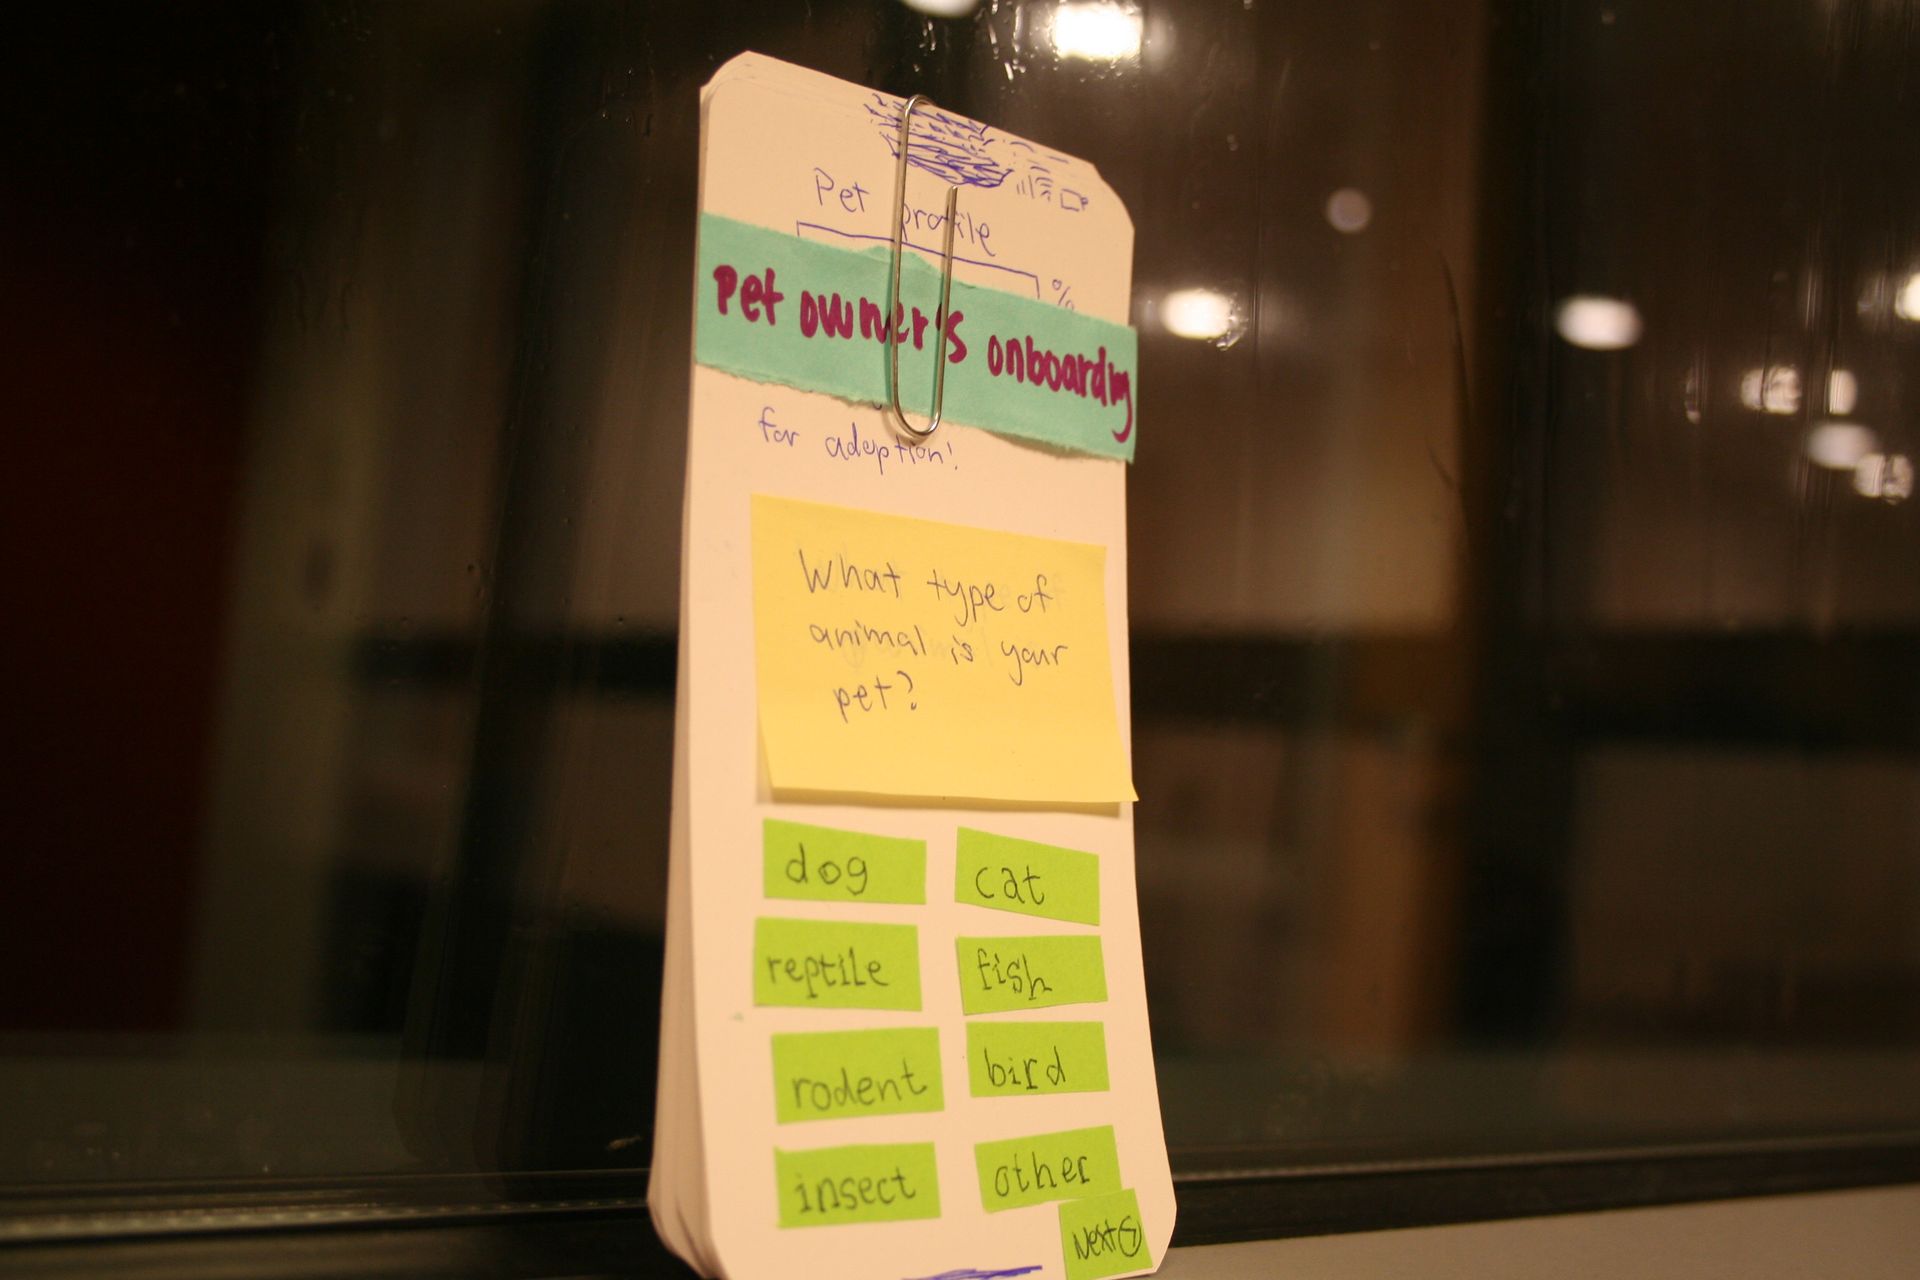 Pet profile
%
Pet owner's onboarding
for adoption!
What type of
animal is your
pet?
dog
cat
reptile
fish
rodent
bird
insect
other
Next